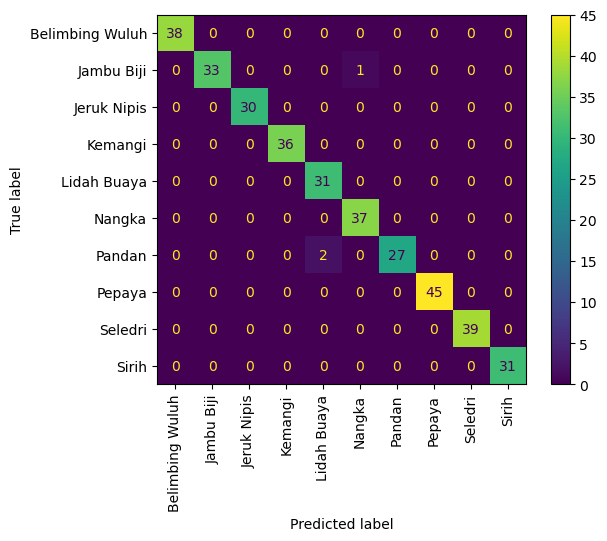 Belimbing Wuluh 38 0 0 0 0 0 0 0 0 0
Jambu Biji 0 33 0 0 0 1 0 0 0 0
Jeruk Nipis 0 0 30 0 0 0 0 0 0 0
Kemangi 0 0 0 36 0 0 0 0 0 0
Lidah Buaya 0 0 0 0 31 0 0 0 0 0
Nangka 0 0 0 0 0 37 0 0 0 0
Pandan 0 0 0 0 2 0 27 0 0 0
Pepaya 0 0 0 0 0 0 0 45 0 0
Seledri 0 0 0 0 0 0 0 0 39 0
Sirih 0 0 0 0 0 0 0 0 0 31
True label
Belimbing Wuluh
Jambu Biji
Jeruk Nipis
Kemangi
Lidah Buaya
Nangka
Pandan
Pepaya
Seledri
Sirih
Predicted label
45
40
35
30
25
20
15
10
5
0